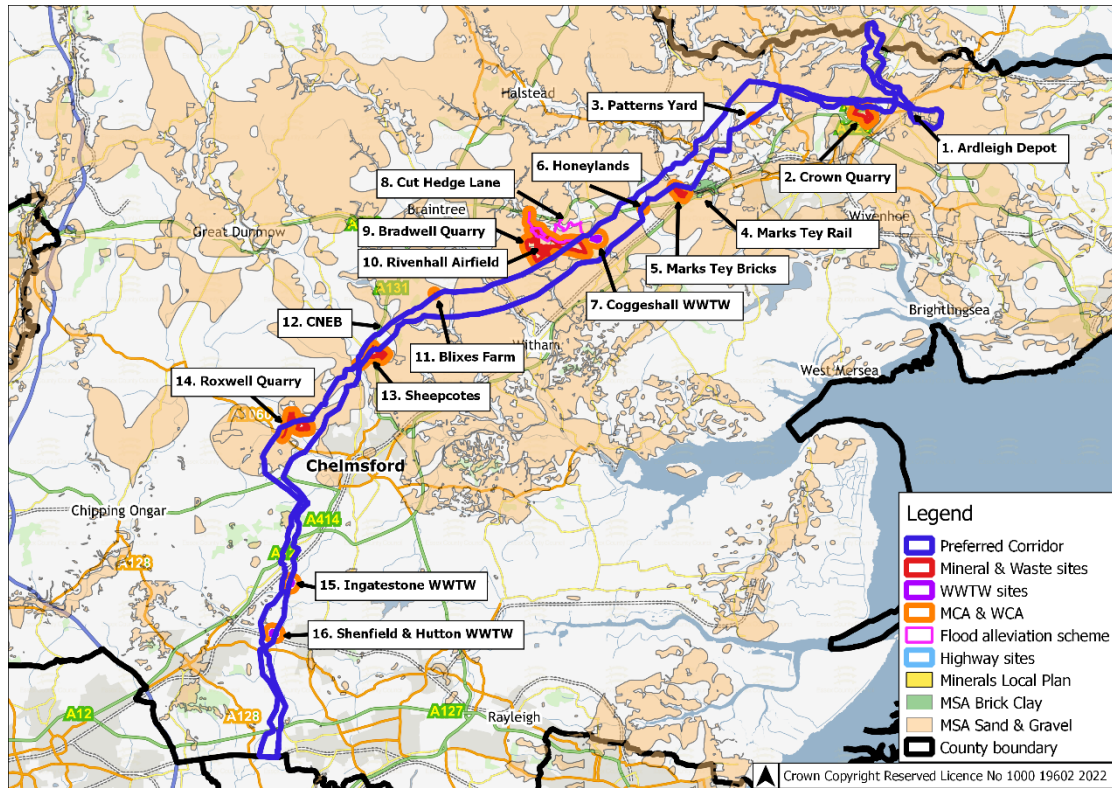 Halstead
3. Patterns Yard
1. Ardleigh Depot
6. Honeylands
2. Crown Quarry
8. Cut Hedge Lane
Braintree
Wivenhoe
Great Dunmow
9. Bradwell Quarry
4. Marks Tey Rail
10. Rivenhall Airfield
5. Marks Tey Bricks
A131
7. Coggeshall WWTW
Brightlingsea
12. CNEB
Witham
11. Blixes Farm
West Mersea
14. Roxwell Quarry
13. Sheepcotes
Chelmsford
Chipping Ongar
A414
A128
15. Ingatestone WWTW
16. Shenfield & Hutton WWTW
A12
A128
A127
Rayleigh
Legend
Preferred Corridor
Mineral & Waste sites
WWTW sites
MCA & WCA
Flood alleviation scheme
Highway sites
Minerals Local Plan
MSA Brick Clay
MSA Sand & Gravel
County boundary
Crown Copyright Reserved Licence No 1000 19602 2022